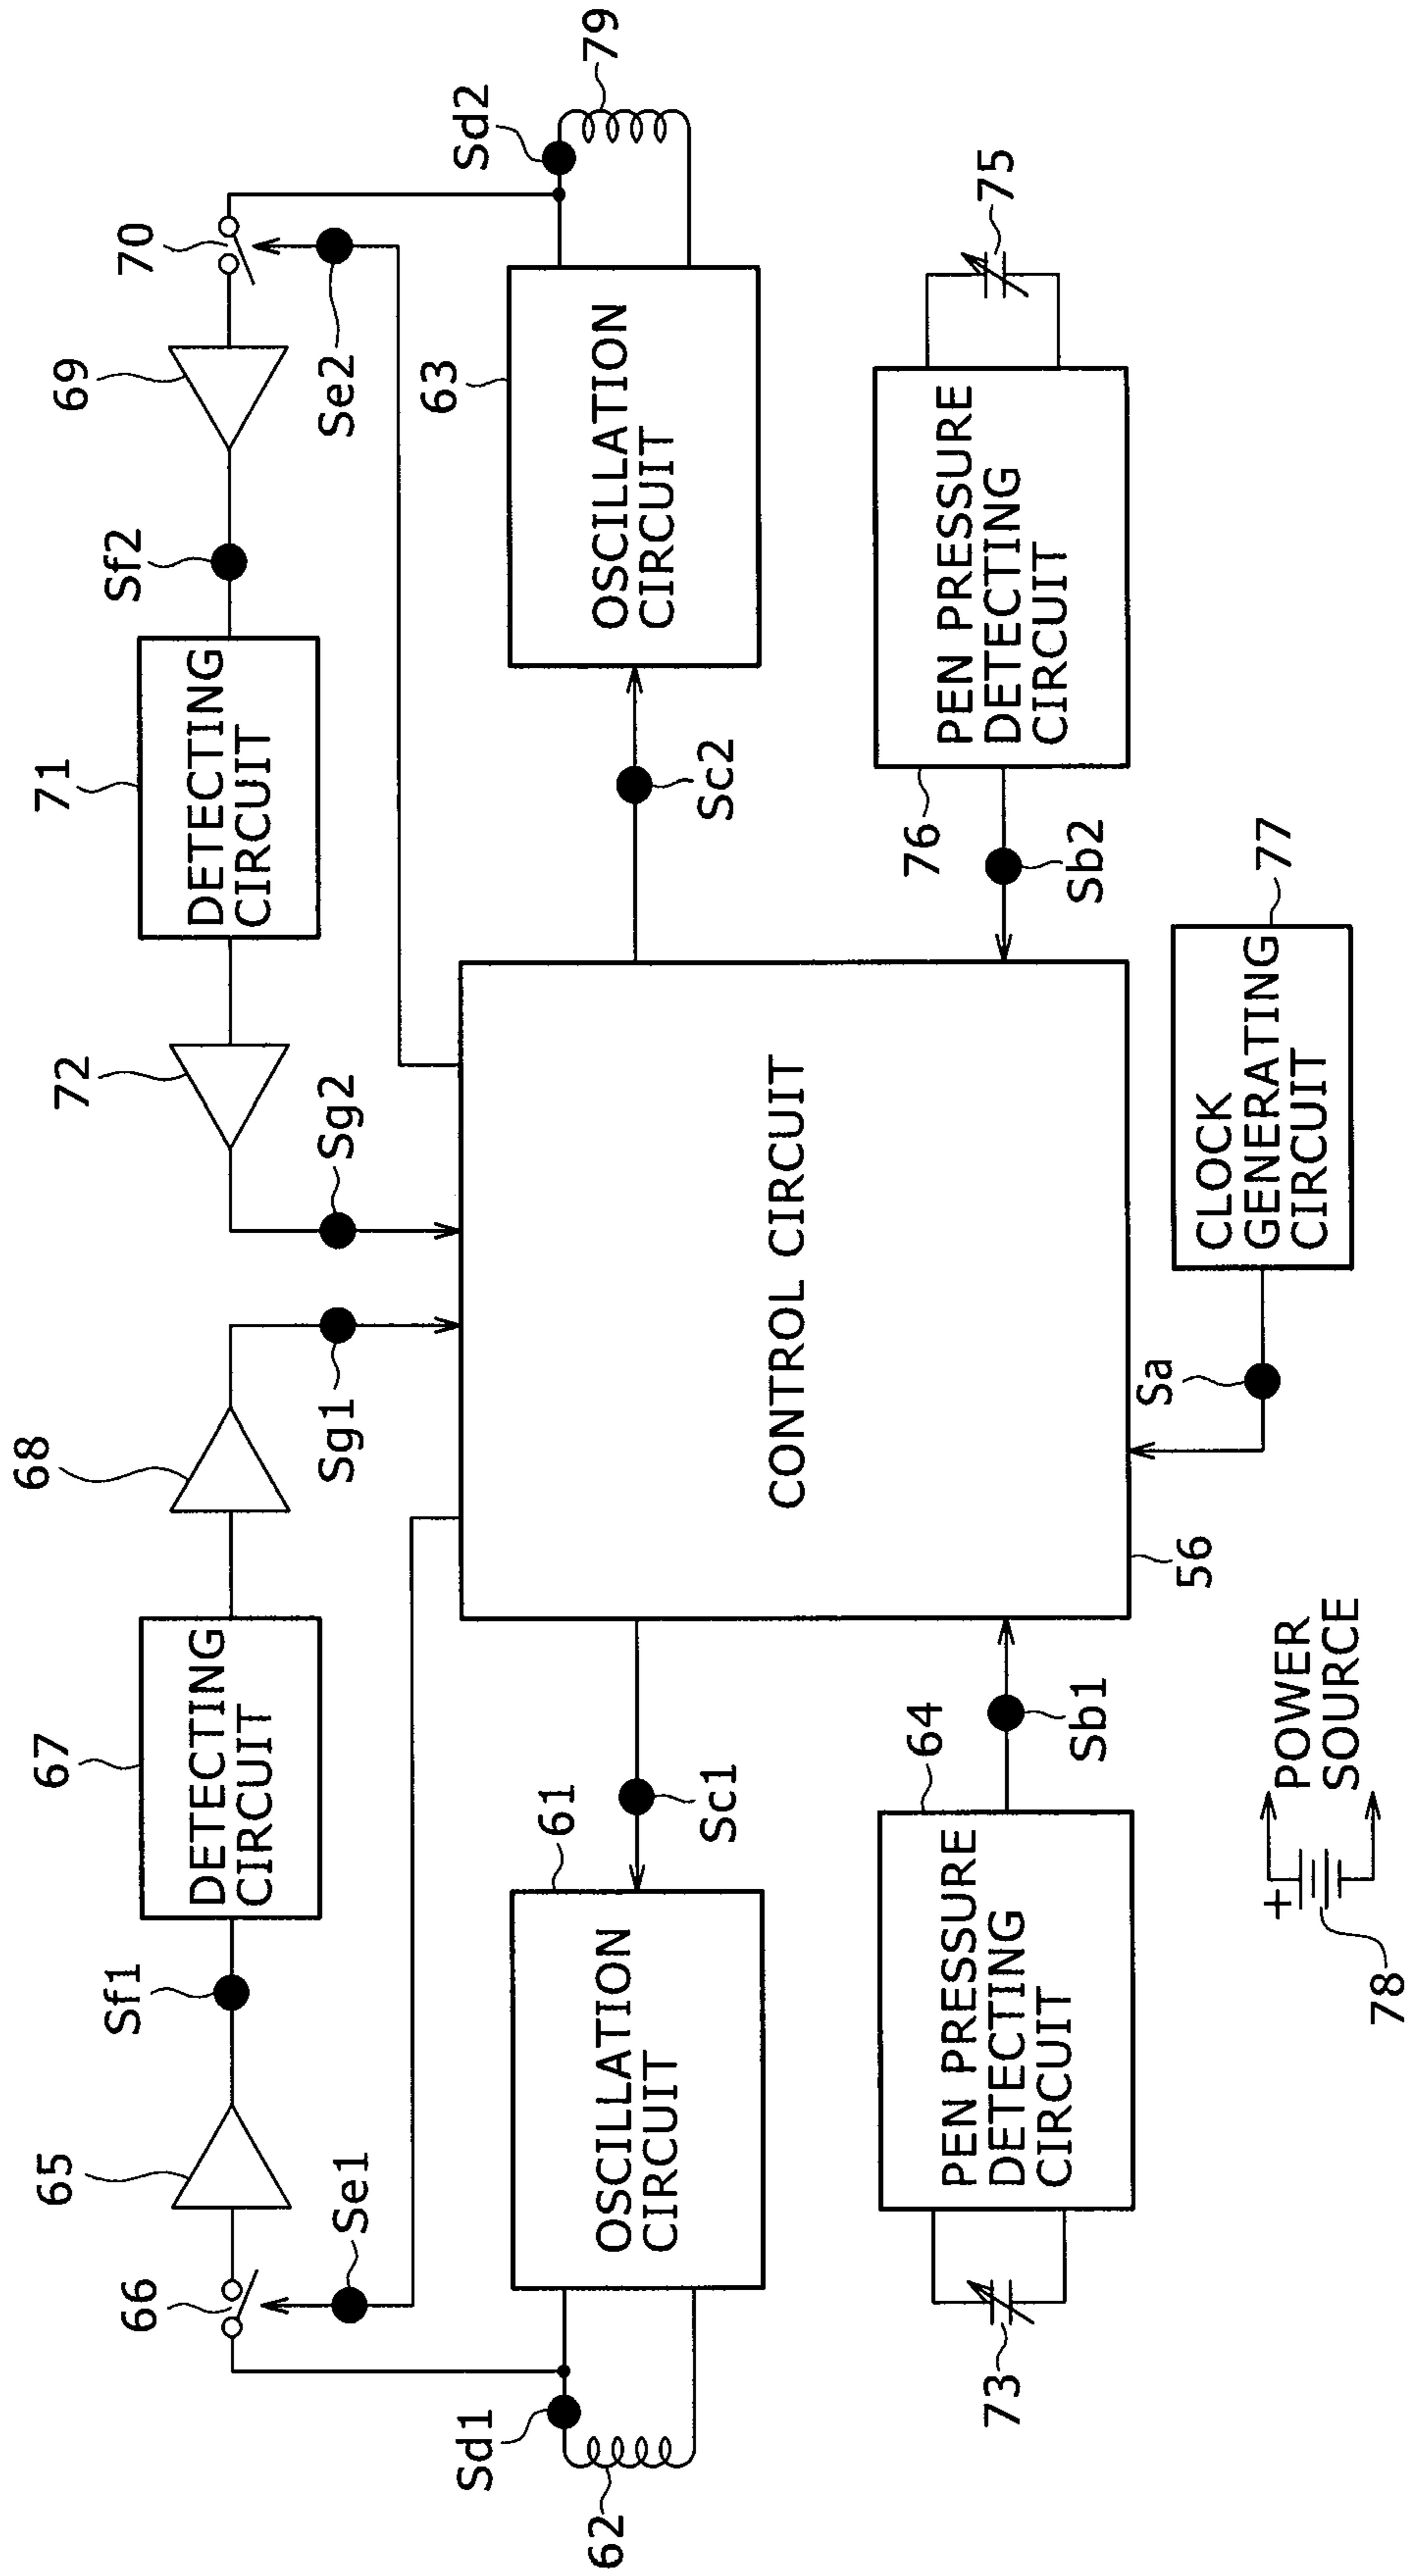 66
65
Sf1
67
DETECTING
CIRCUIT
68
72
71
DETECTING
CIRCUIT
Sf2
69
70
Se1
Sg1
Sg2
Se2
Sd1
62
61
OSCILLATION
CIRCUIT
Sc1
CONTROL CIRCUIT
56
Sc2
63
OSCILLATION
CIRCUIT
Sd2
79
73
64
PEN PRESSURE
DETECTING
CIRCUIT
Sb1
76
Sb2
PEN PRESSURE
DETECTING
CIRCUIT
75
78
+
POWER
SOURCE
Sa
CLOCK
GENERATING
CIRCUIT
77